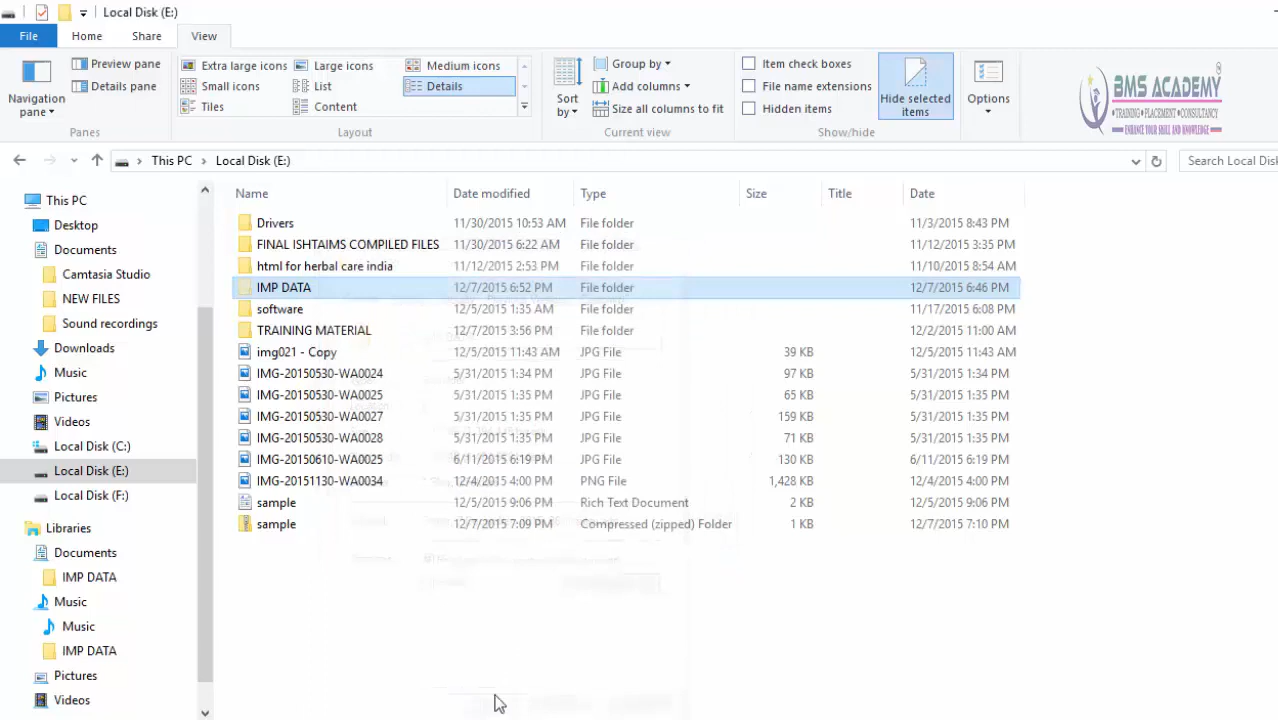 Local Disk (E:)
File Home Share View
Navigation pane
Preview pane
Details pane
Panes
Extra large icons Large icons Medium icons
Small icons List Details
Tiles Content
Layout
Sort by
Group by
Add columns
Size all columns to fit
Current view
Item check boxes
File name extensions
Hidden items
Hide selected items
Show/hide
Options
BMS ACADEMY
TRAINING PLACEMENT CONSULTANCY
ENHANCE YOUR SKILL AND KNOWLEDGE
This PC Local Disk (E:)
Search Local Disk
This PC
Desktop
Documents
Camtasia Studio
NEW FILES
Sound recordings
Downloads
Music
Pictures
Videos
Local Disk (C:)
Local Disk (E:)
Local Disk (F:)
Libraries
Documents
IMP DATA
Music
Music
IMP DATA
Pictures
Videos
Name Date modified Type Size Title Date
Drivers 11/30/2015 10:53 AM File folder 11/3/2015 8:43 PM
FINAL ISHTAIMS COMPILED FILES 11/30/2015 6:22 AM File folder 11/12/2015 3:35 PM
html for herbal care india 11/12/2015 2:53 PM File folder 11/10/2015 8:54 AM
IMP DATA 12/7/2015 6:52 PM File folder 12/7/2015 6:46 PM
software 12/5/2015 1:35 AM File folder 11/17/2015 6:08 PM
TRAINING MATERIAL 12/7/2015 3:56 PM File folder 12/2/2015 11:00 AM
img021 - Copy 12/5/2015 11:43 AM JPG File 39 KB 12/5/2015 11:43 AM
IMG-20150530-WA0024 5/31/2015 1:34 PM JPG File 97 KB 5/31/2015 1:34 PM
IMG-20150530-WA0025 5/31/2015 1:35 PM JPG File 65 KB 5/31/2015 1:35 PM
IMG-20150530-WA0027 5/31/2015 1:35 PM JPG File 159 KB 5/31/2015 1:35 PM
IMG-20150530-WA0028 5/31/2015 1:35 PM JPG File 71 KB 5/31/2015 1:35 PM
IMG-20150610-WA0025 6/11/2015 6:19 PM JPG File 130 KB 6/11/2015 6:19 PM
IMG-20151130-WA0034 12/4/2015 4:00 PM PNG File 1,428 KB 12/4/2015 4:00 PM
sample 12/5/2015 9:06 PM Rich Text Document 2 KB 12/5/2015 9:06 PM
sample 12/7/2015 7:09 PM Compressed (zipped) Folder 1 KB 12/7/2015 7:10 PM